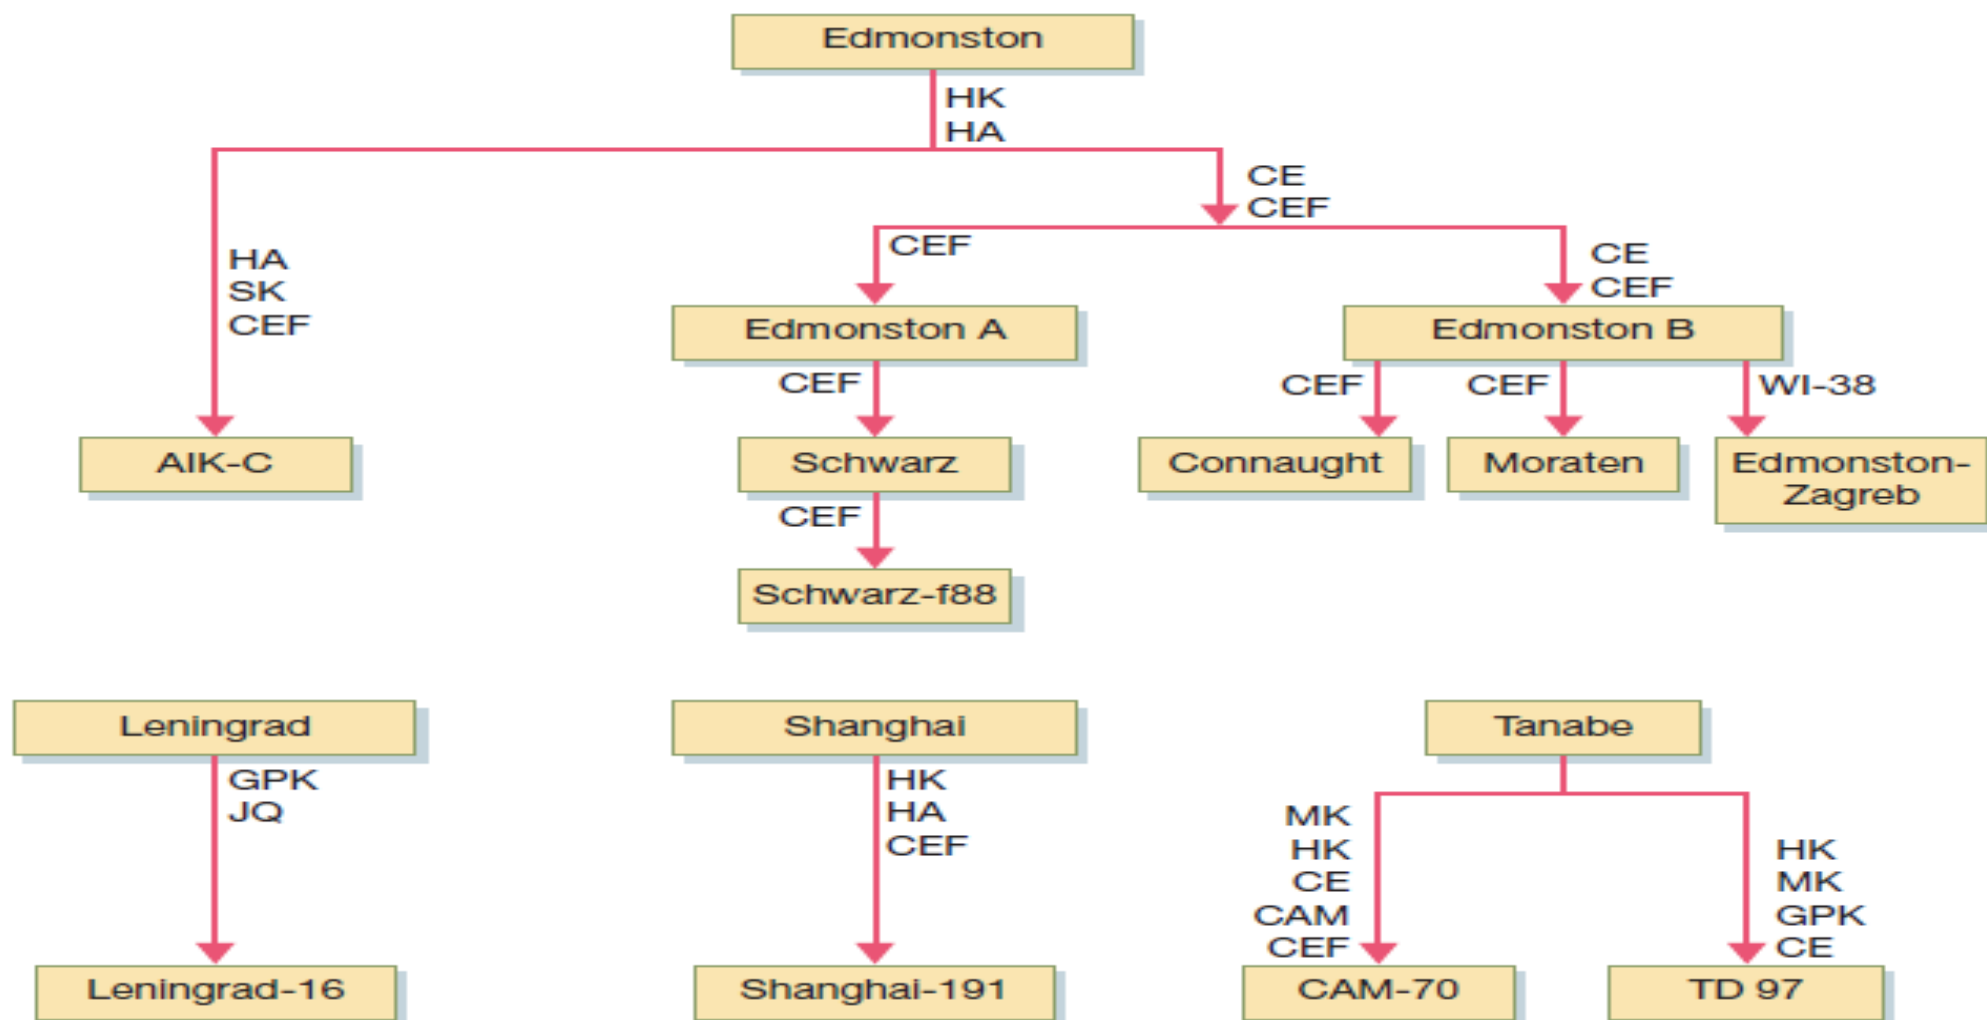 Edmonston
HK
HA
CE
CEF
HA
SK
CEF
CEF
CE
CEF
Edmonston A
Edmonston B
CEF
CEF
CEF
WI-38
AIK-C
Schwarz
Connaught
Moraten
Edmonston-
Zagreb
CEF
Schwarz-f88
Leningrad
Shanghai
Tanabe
GPK
JQ
HK
HA
CEF
MK
HK
CE
CAM
CEF
HK
MK
GPK
CE
Leningrad-16
Shanghai-191
CAM-70
TD 97